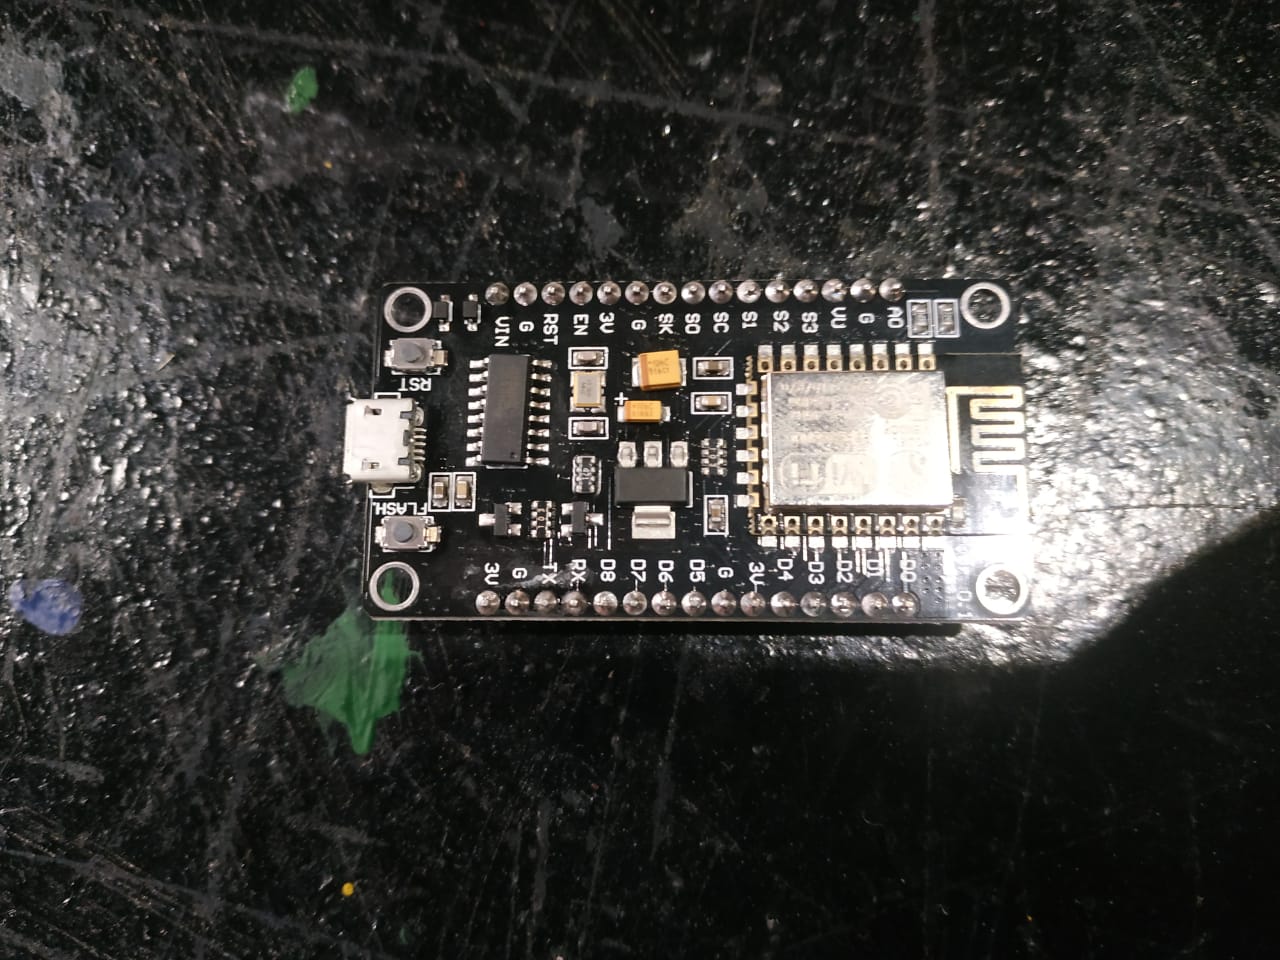 VIN
G
RST
EN
3V
G
SK
SO
SC
S1
S2
S3
VU
G
AO
RST
+
FLASH
3V
G
TX
RX
D8
D7
D6
D5
G
3V
D4
D3
D2
D1
D0